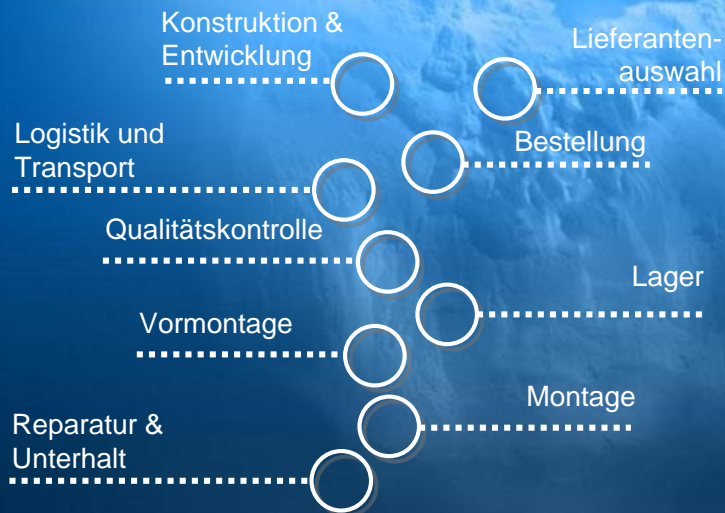 Konstruktion &
Entwicklung
Lieferanten-
auswahl
Logistik und
Transport
Bestellung
Qualitätskontrolle
Lager
Vormontage
Montage
Reparatur &
Unterhalt